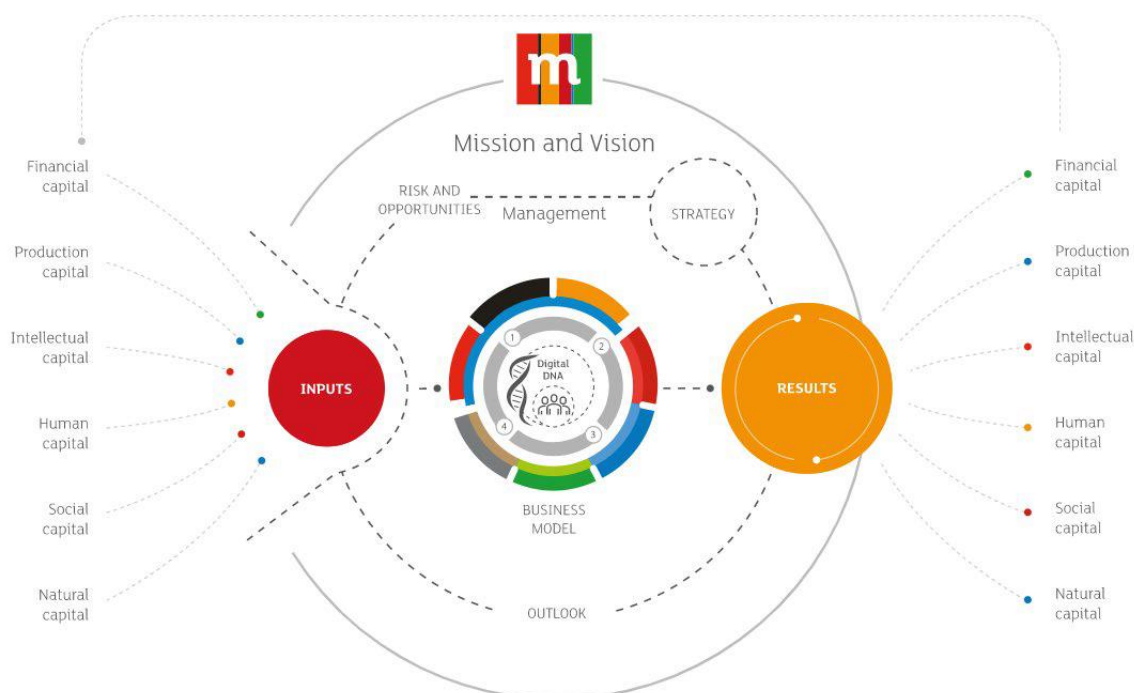 m
Mission and Vision
Financial
capital
Production
capital
Intellectual
capital
Human
capital
Social
capital
Natural
capital
RISK AND
OPPORTUNITIES
Management
STRATEGY
INPUTS
1
2
Digital
DNA
4
3
BUSINESS
MODEL
OUTLOOK
RESULTS
Financial
capital
Production
capital
Intellectual
capital
Human
capital
Social
capital
Natural
capital